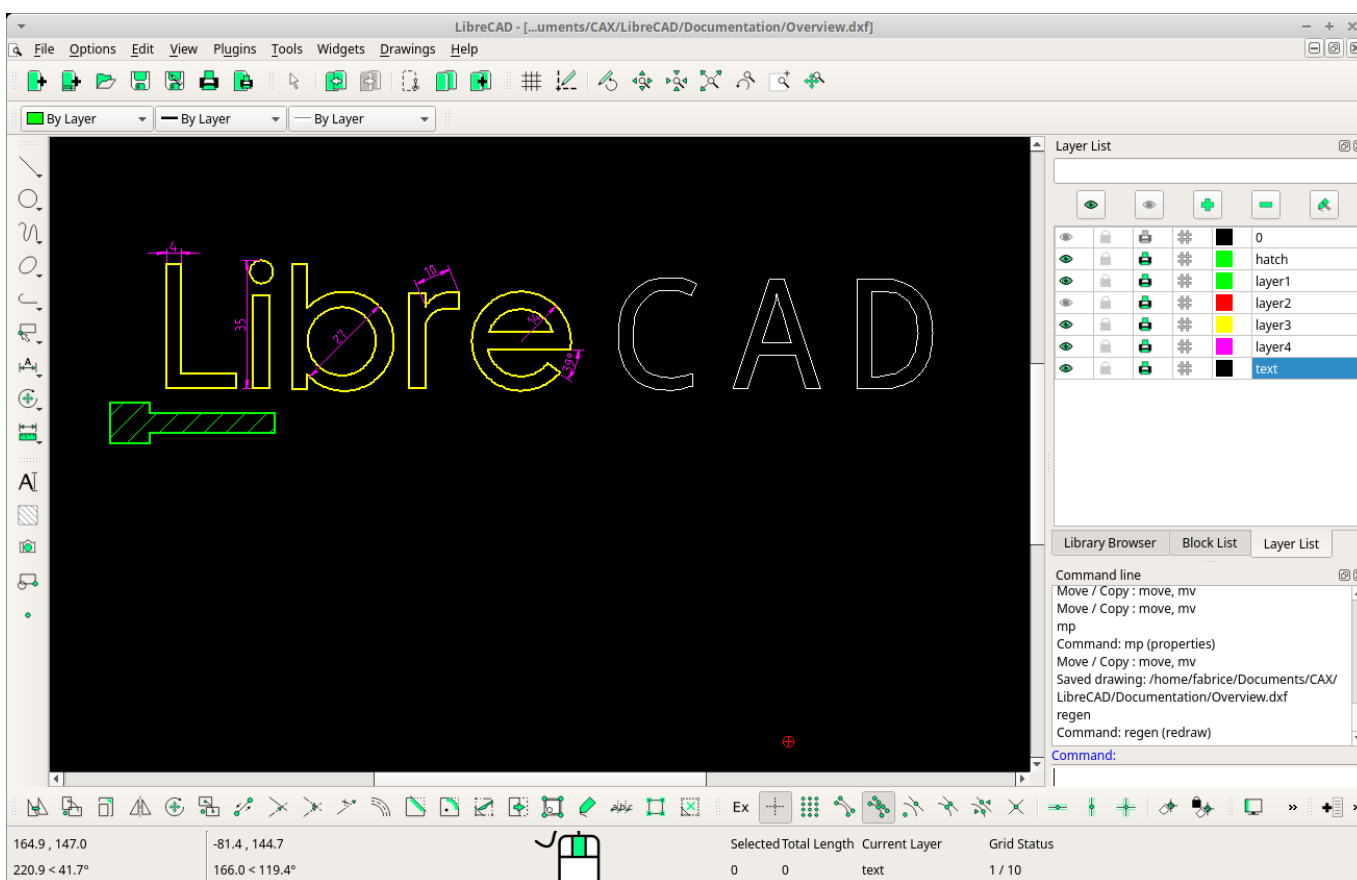 LibreCAD - [...uments/CAX/LibreCAD/Documentation/Overview.dxf]
File Options Edit View Plugins Tools Widgets Drawings Help
By Layer By Layer By Layer
Layer List
0
hatch
layer1
layer2
layer3
layer4
text
4
35
27
10
14
39°
Libre CAD
A
A
Library Browser Block List Layer List
Command line
Move / Copy : move, mv
Move / Copy : move, mv
mp
Command: mp (properties)
Move / Copy : move, mv
Saved drawing: /home/fabrice/Documents/CAX/
LibreCAD/Documentation/Overview.dxf
regen
Command: regen (redraw)
Command:
Ex » »
164.9 , 147.0 -81.4 , 144.7 Selected Total Length Current Layer Grid Status
220.9 < 41.7° 166.0 < 119.4° 0 0 text 1 / 10